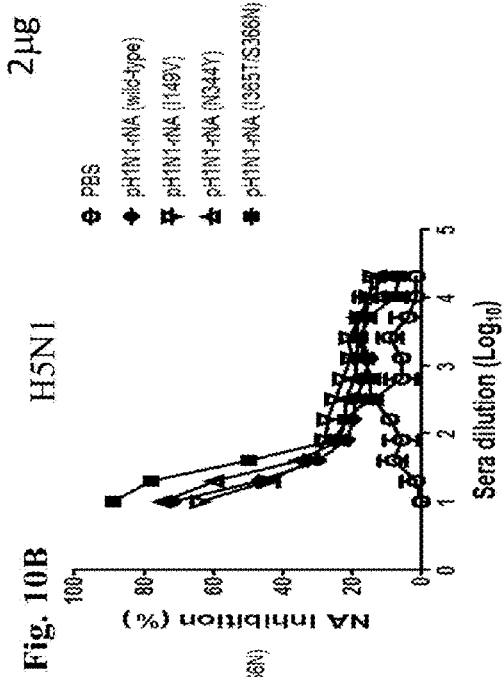 Fig. 10B
H5N1
2µg
PBS
pH1N1-rNA (wild-type)
pH1N1-rNA (I149V)
pH1N1-rNA (N344Y)
pH1N1-rNA (I365T/S366N)
NA inhibition (%)
100
80
60
40
20
0
0 1 2 3 4 5
Sera dilution (Log10)
36N)